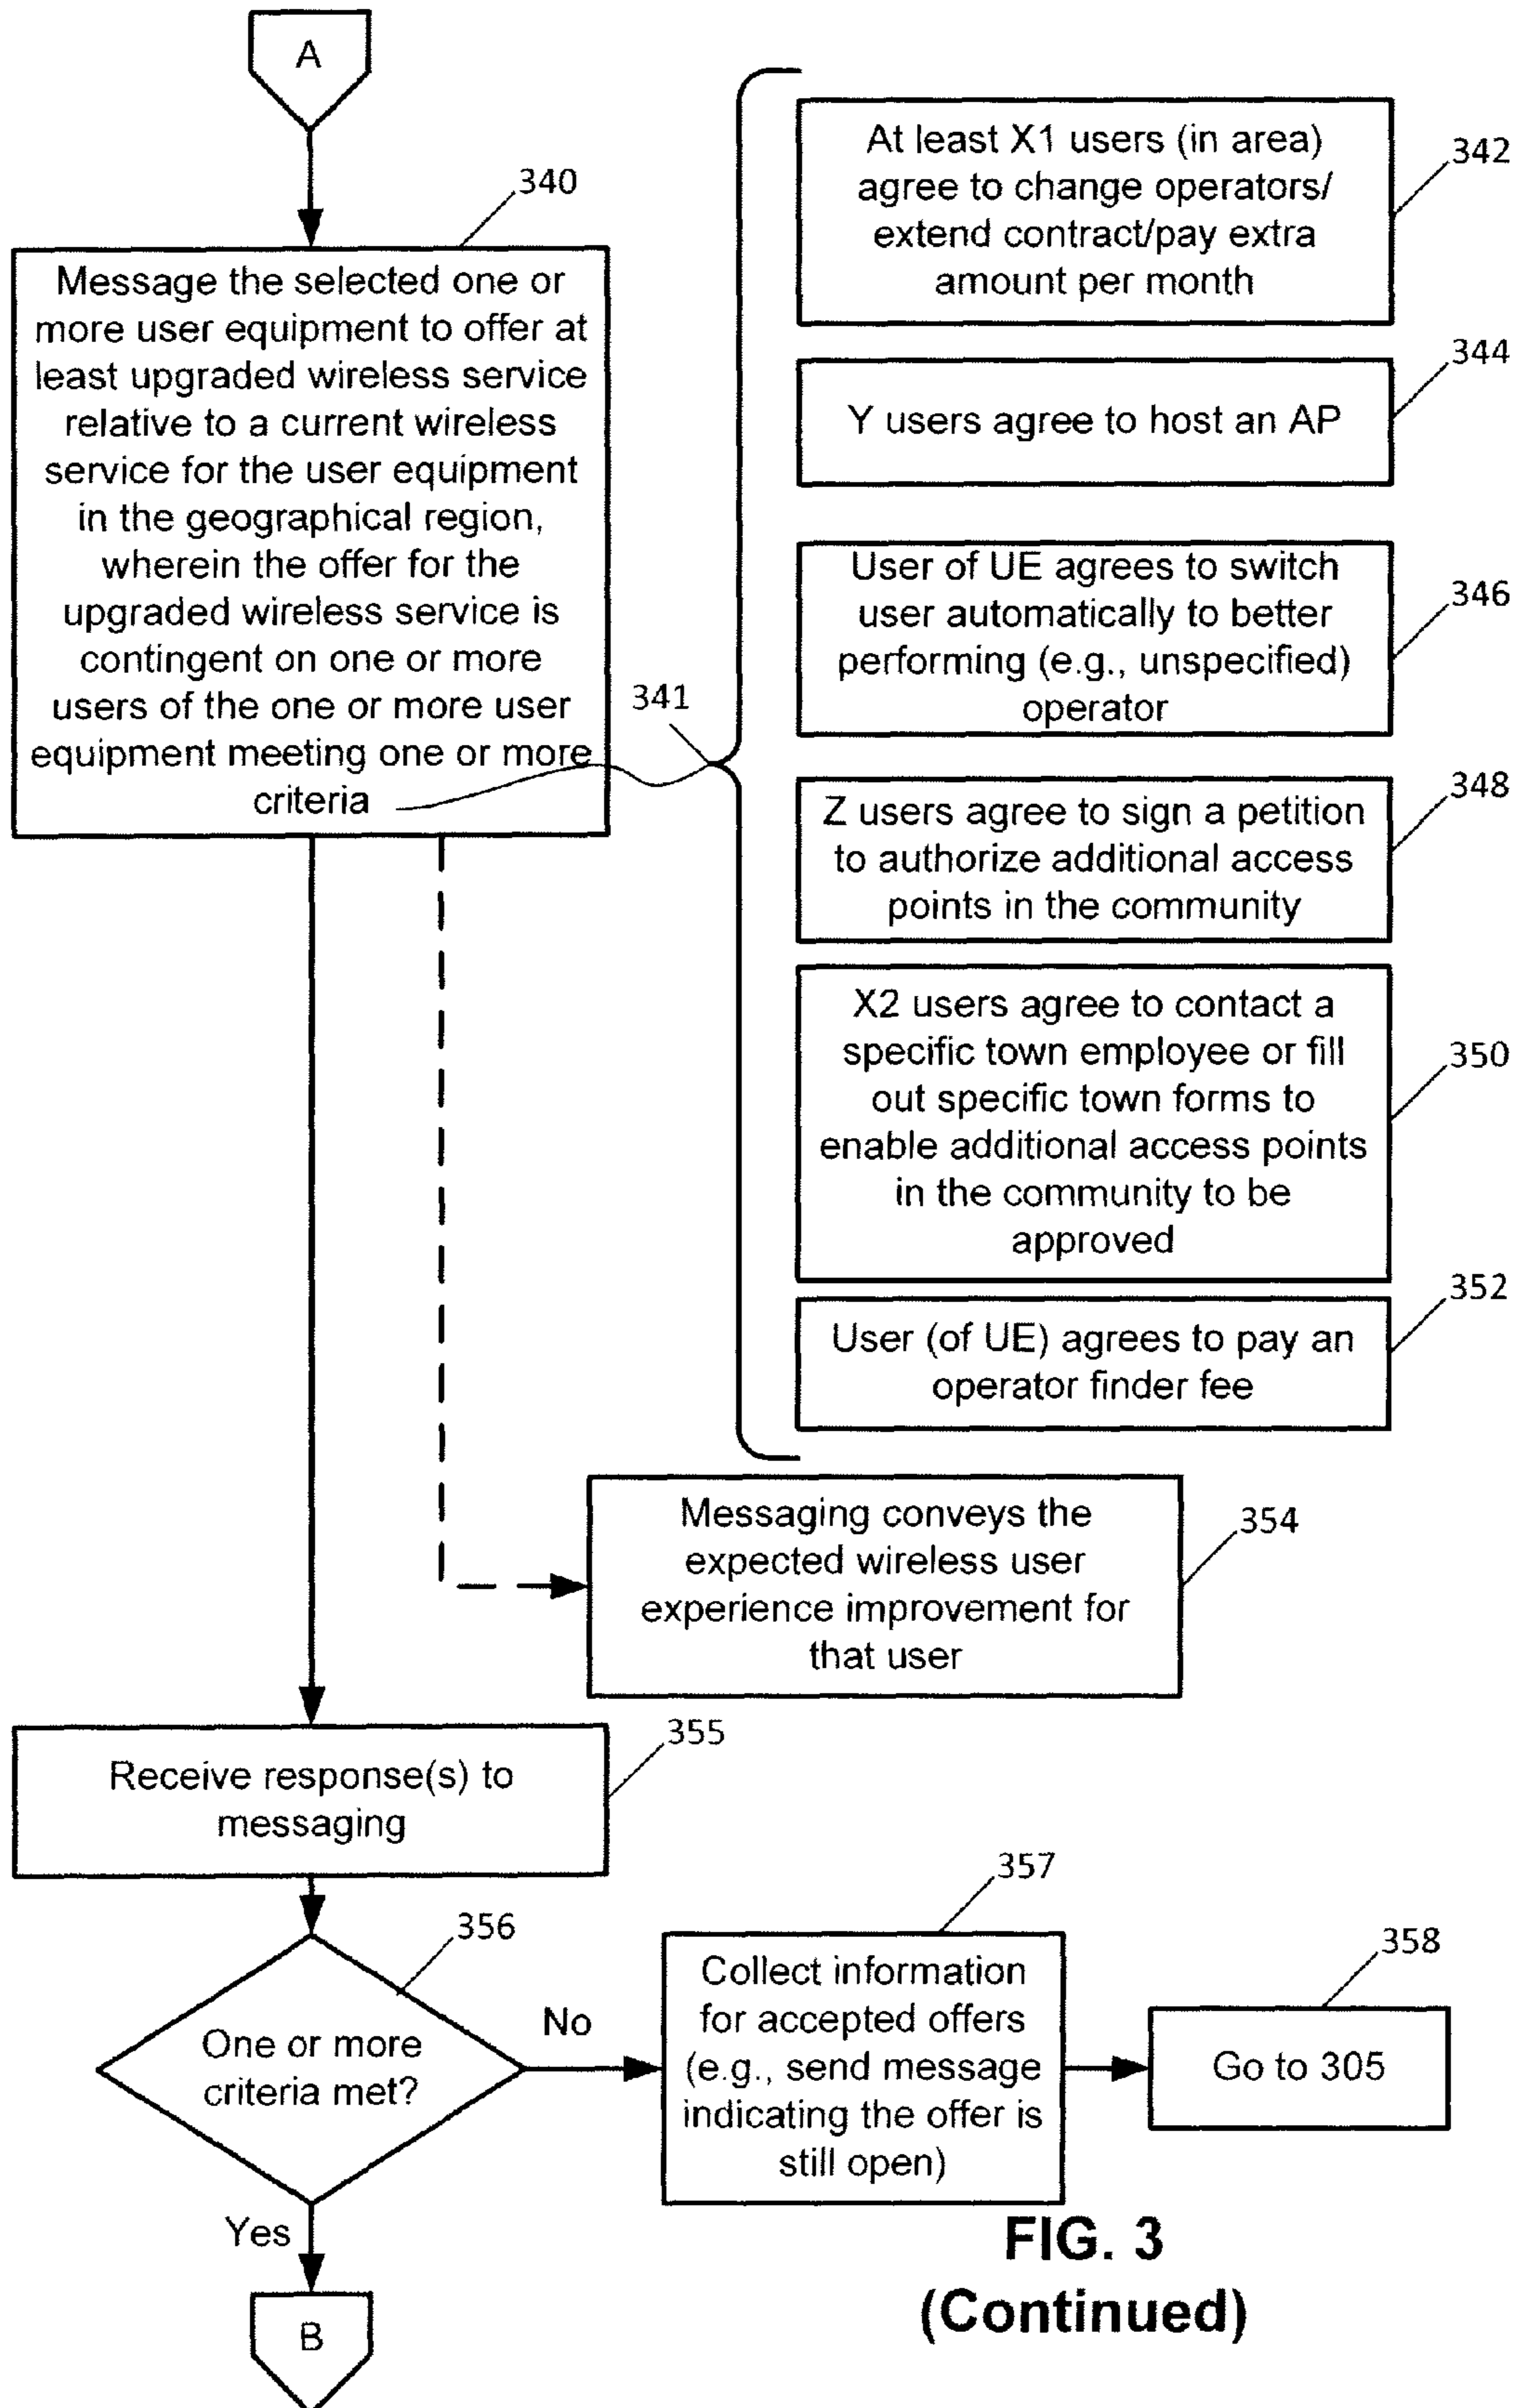 A
340
Message the selected one or
more user equipment to offer at
least upgraded wireless service
relative to a current wireless
service for the user equipment
in the geographical region,
wherein the offer for the
upgraded wireless service is
contingent on one or more
users of the one or more user
equipment meeting one or more
criteria
341
At least X1 users (in area)
agree to change operators/
extend contract/pay extra
amount per month
342
Y users agree to host an AP
344
User of UE agrees to switch
user automatically to better
performing (e.g., unspecified)
operator
346
Z users agree to sign a petition
to authorize additional access
points in the community
348
X2 users agree to contact a
specific town employee or fill
out specific town forms to
enable additional access points
in the community to be
approved
350
User (of UE) agrees to pay an
operator finder fee
352
Messaging conveys the
expected wireless user
experience improvement for
that user
354
Receive response(s) to
messaging
355
One or more
criteria met?
356
No
Collect information
for accepted offers
(e.g., send message
indicating the offer is
still open)
357
Go to 305
358
Yes
B
FIG. 3
(Continued)